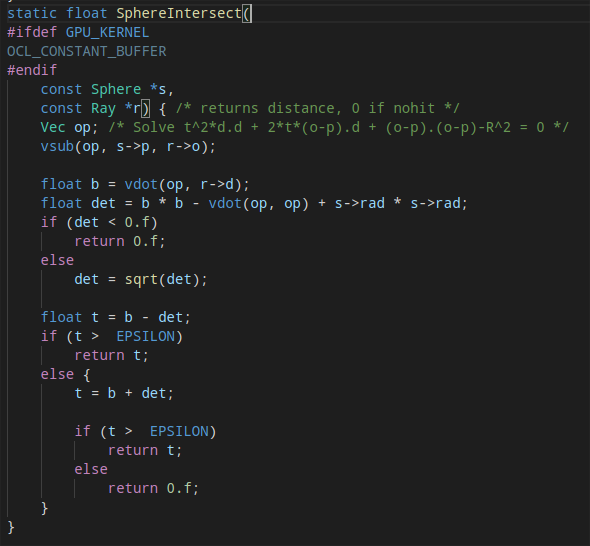 static float SphereIntersect(
#ifdef GPU_KERNEL
OCL_CONSTANT_BUFFER
#endif
    const Sphere *s,
    const Ray *r) { /* returns distance, 0 if nohit */
    Vec op; /* Solve t^2*d.d + 2*t*(o-p).d + (o-p).(o-p)-R^2 = 0 */
    vsub(op, s->p, r->o);

    float b = vdot(op, r->d);
    float det = b * b - vdot(op, op) + s->rad * s->rad;
    if (det < 0.f)
        return 0.f;
    else
        det = sqrt(det);

    float t = b - det;
    if (t >  EPSILON)
        return t;
    else {
        t = b + det;

        if (t >  EPSILON)
            return t;
        else
            return 0.f;
    }
}